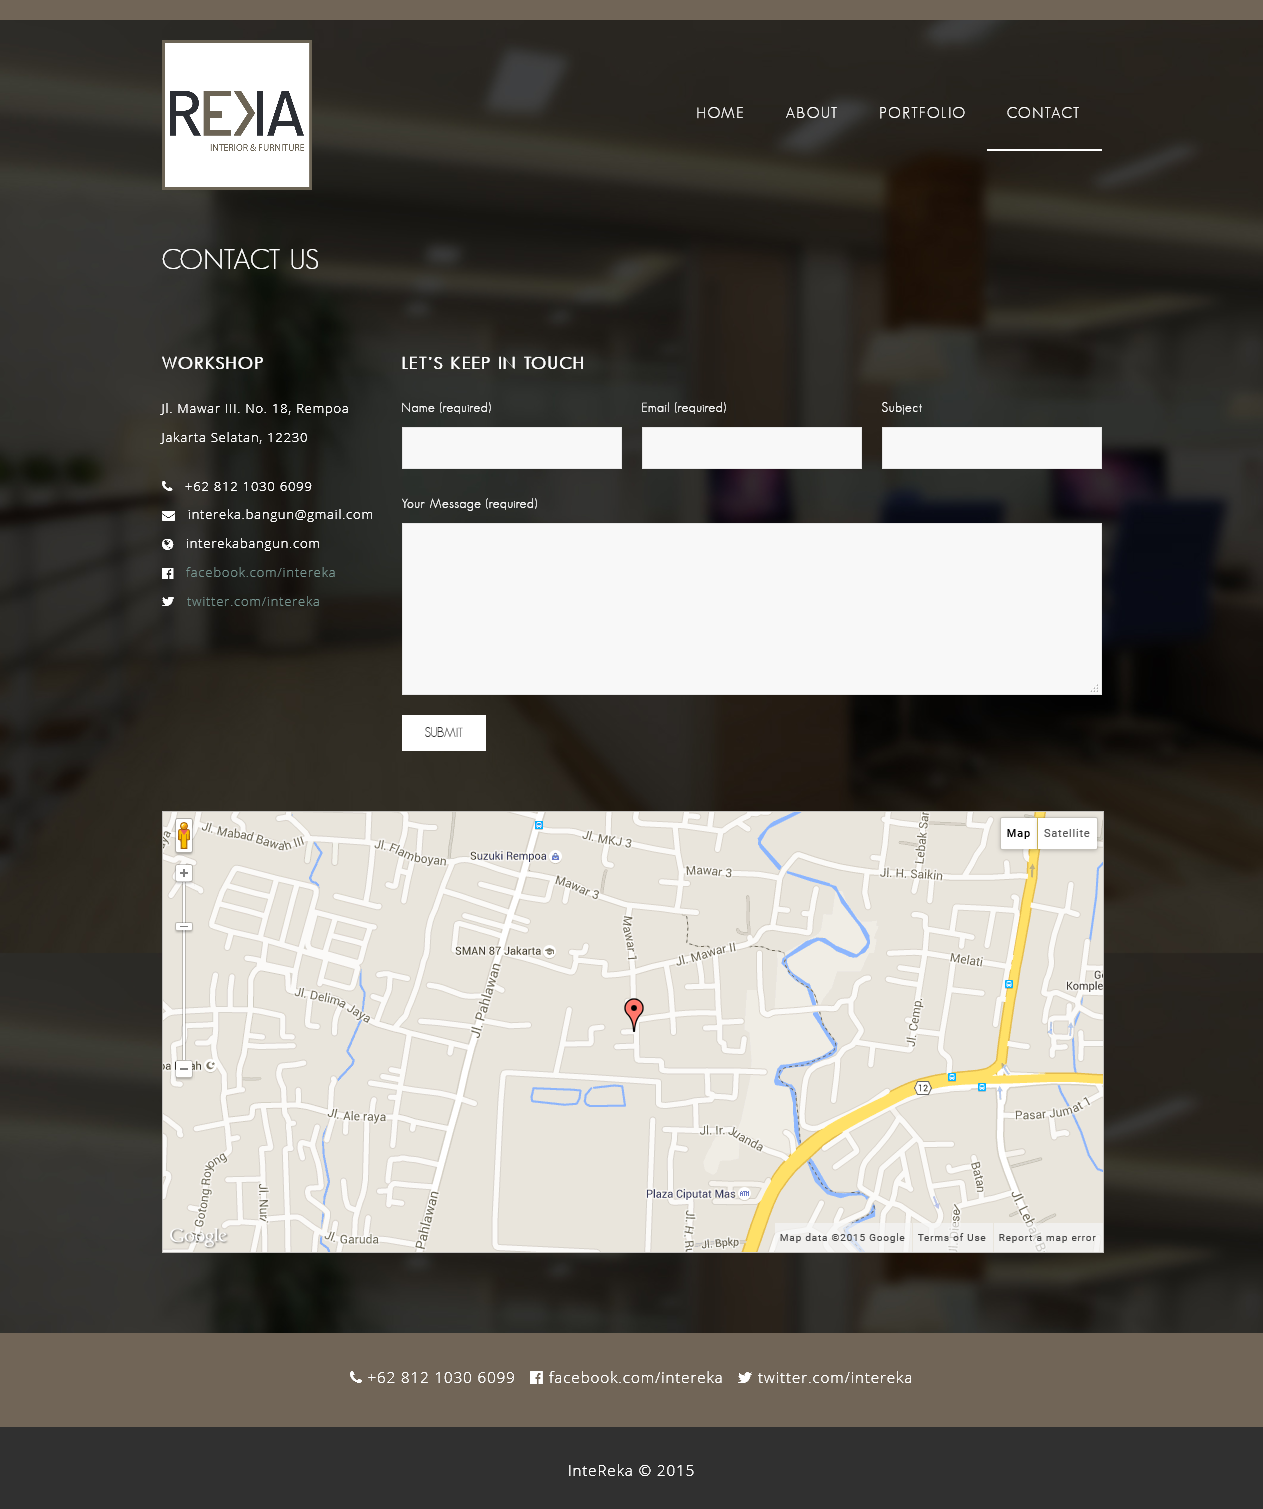 REKA
INTERIOR & FURNITURE
HOME ABOUT PORTFOLIO CONTACT
CONTACT US
WORKSHOP
Jl. Mawar III. No. 18, Rempoa
Jakarta Selatan, 12230
+62 812 1030 6099
intereka.bangun@gmail.com
interekabangun.com
facebook.com/intereka
twitter.com/intereka
LET'S KEEP IN TOUCH
Name (required)
Email (required)
Subject
Your Message (required)
SUBMIT
Jl. Mabad Bawah III
Jl. Flamboyan
Suzuki Rempoa
Jl. MKJ 3
Mawar 3
Mawar 3
Jl. H. Saikin
Lebak Sar
Map
Satellite
SMAN 87 Jakarta
Mawar 1
Jl. Mawar II
Melati
Komple
Jl. Delima Jaya
Jl. Pahlawan
Jl. Cemp.
12
Jl. Ale raya
Pasar Jumat 1
Jl. Ir. Juanda
Gotong Royong
Jl. Nur
Pahlawan
Plaza Ciputat Mas
Batan
Jl. H. R
Jl. Garuda
Jl. Bpkp
Google
Map data ©2015 Google
Terms of Use
Report a map error
+62 812 1030 6099 facebook.com/intereka twitter.com/intereka
InteReka © 2015